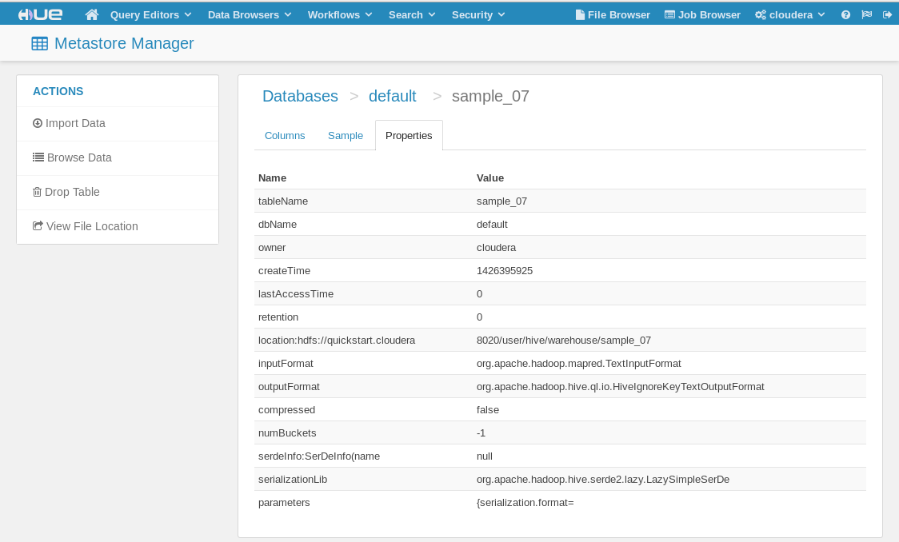 HUE Query Editors Data Browsers Workflows Search Security File Browser Job Browser cloudera
Metastore Manager
ACTIONS
Import Data
Browse Data
Drop Table
View File Location
Databases > default > sample_07
Columns Sample Properties
Name Value
tableName sample_07
dbName default
owner cloudera
createTime 1426395925
lastAccessTime 0
retention 0
location:hdfs://quickstart.cloudera 8020/user/hive/warehouse/sample_07
inputFormat org.apache.hadoop.mapred.TextInputFormat
outputFormat org.apache.hadoop.hive.ql.io.HiveIgnoreKeyTextOutputFormat
compressed false
numBuckets -1
serdeInfo:SerDeInfo(name null
serializationLib org.apache.hadoop.hive.serde2.lazy.LazySimpleSerDe
parameters {serialization.format=